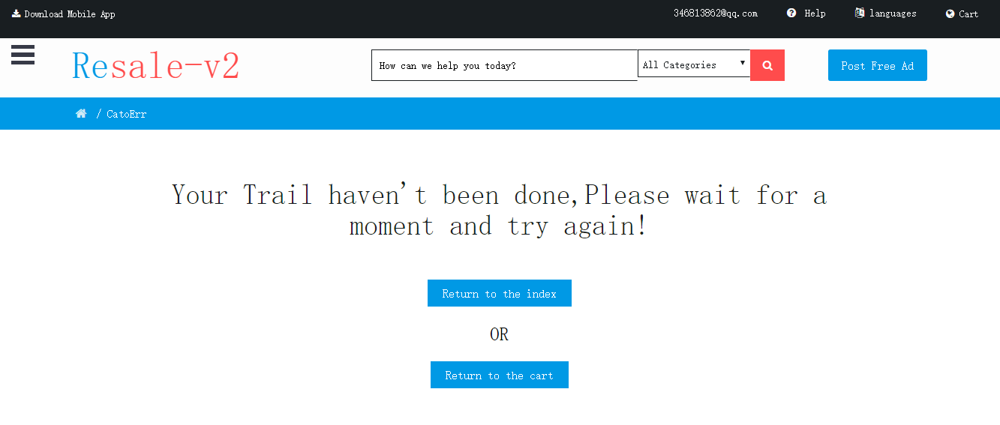 Download Mobile App
346813862@qq.com
Help
languages
Cart
Resale-v2
How can we help you today?
All Categories
Post Free Ad
/ CatoErr
Your Trail haven't been done,Please wait for a
moment and try again!
Return to the index
OR
Return to the cart